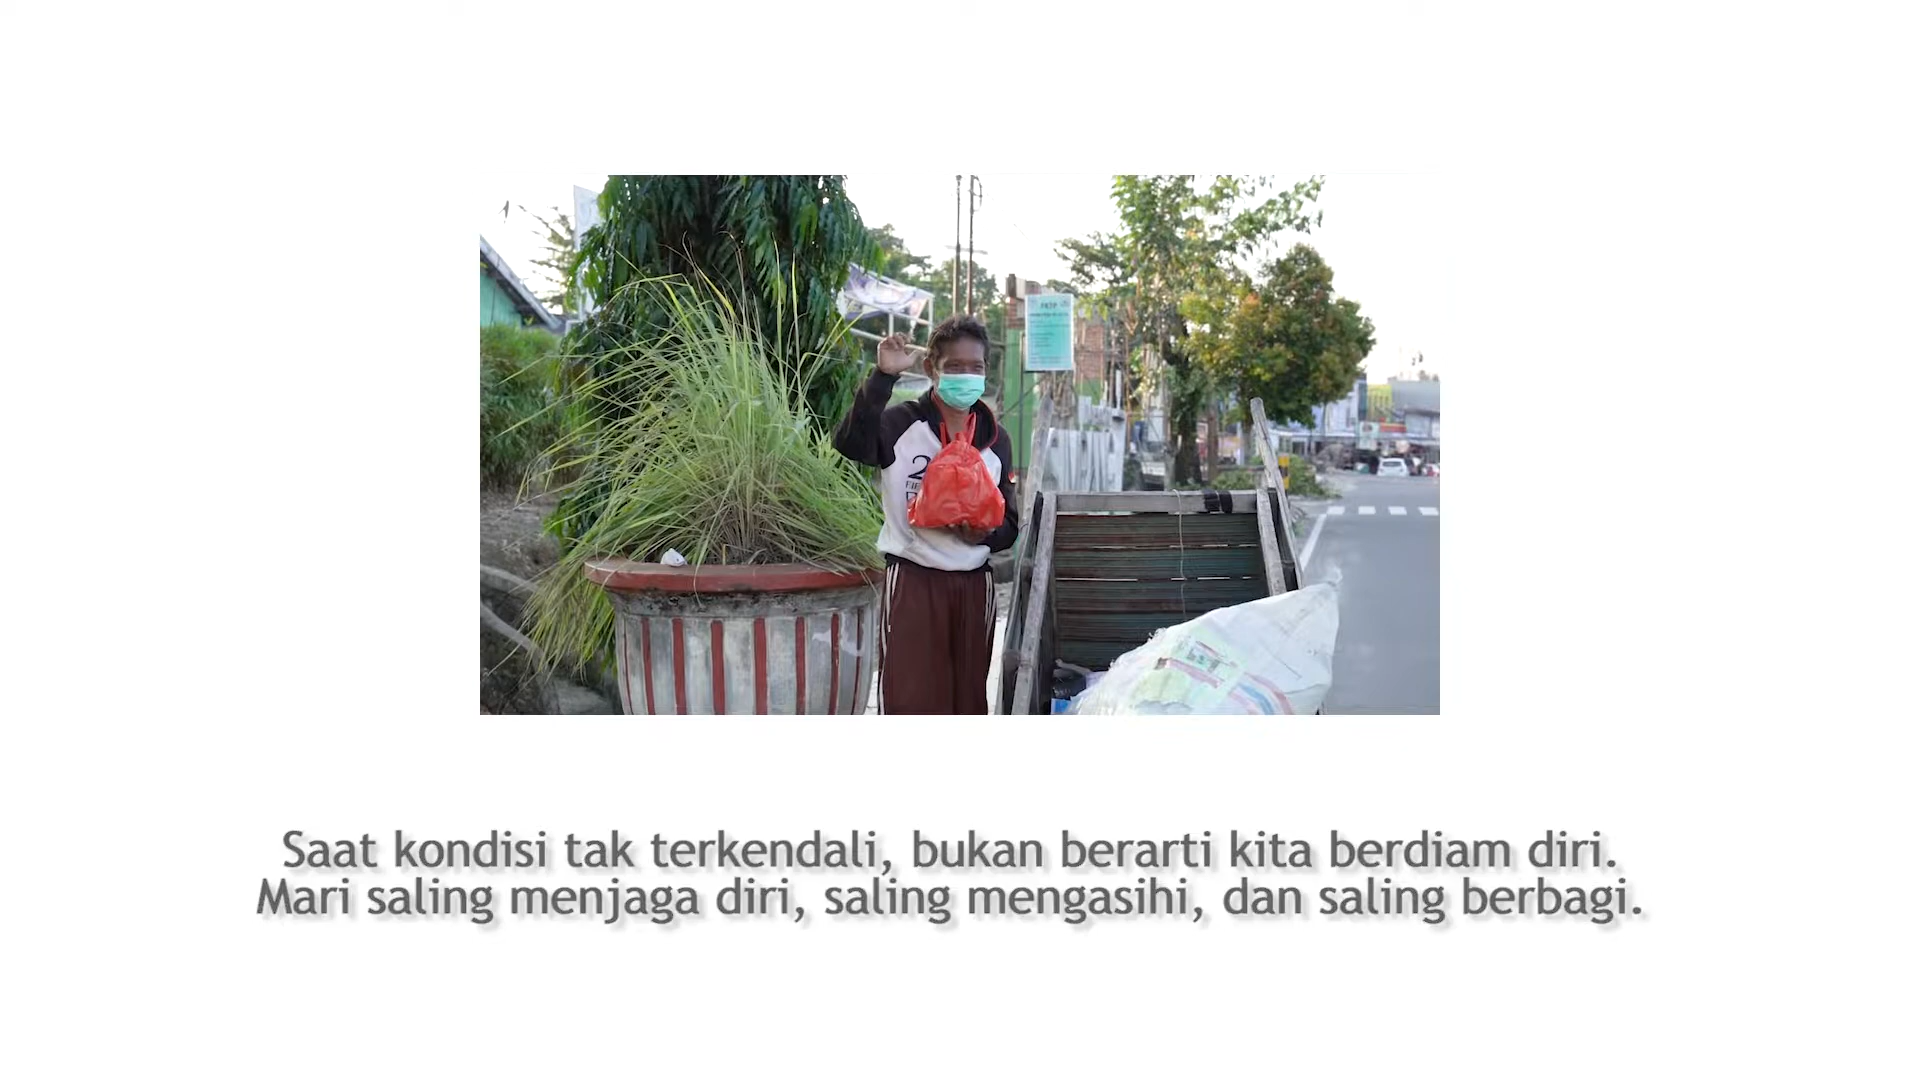 Saat kondisi tak terkendali, bukan berarti kita berdiam diri.
Mari saling menjaga diri, saling mengasihi, dan saling berbagi.